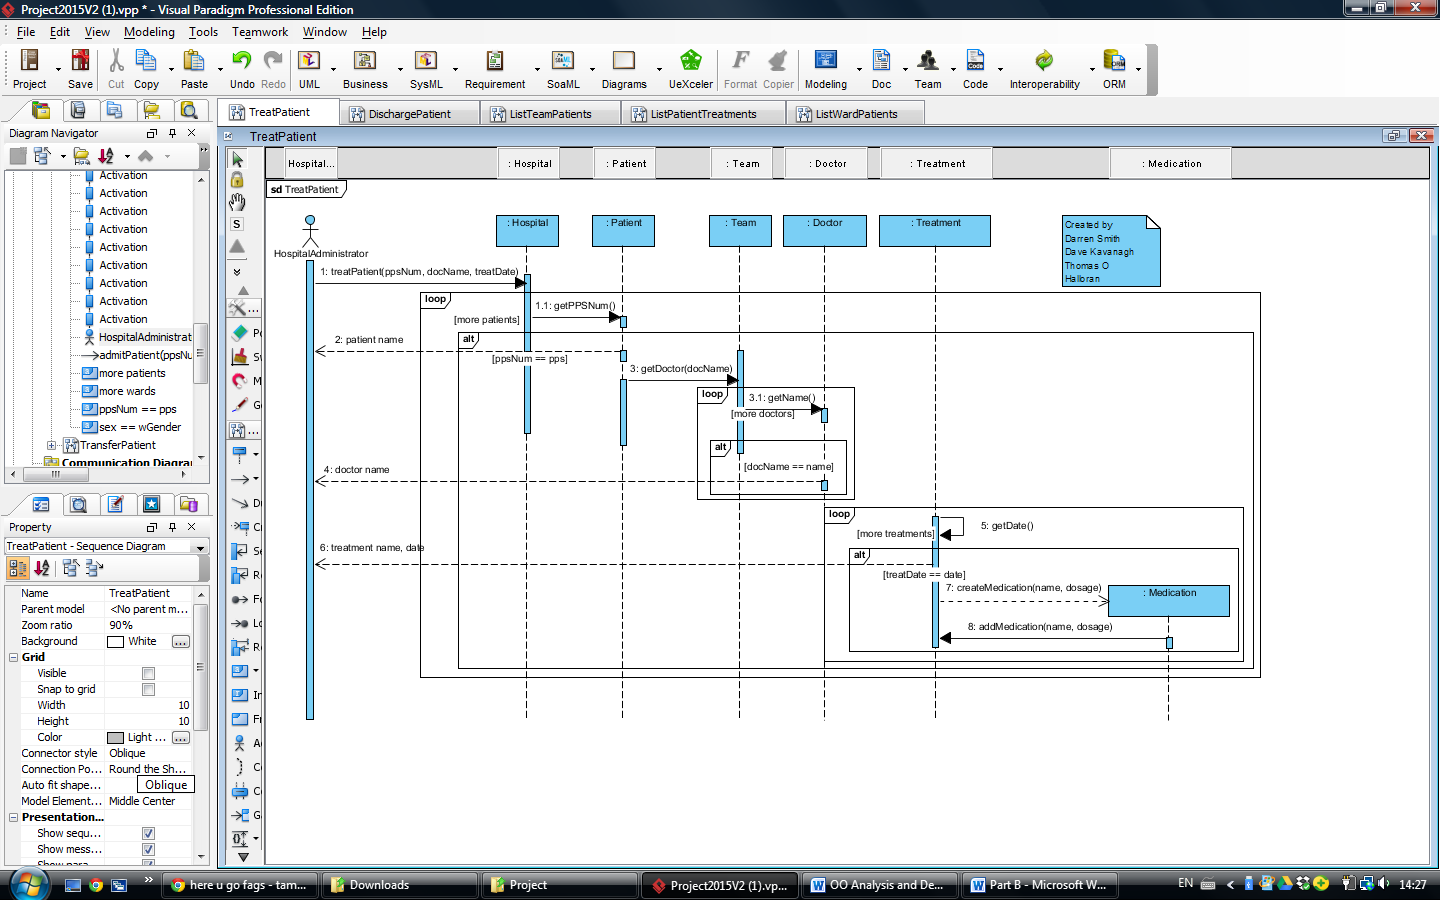 Project2015V2 (1).vpp * - Visual Paradigm Professional Edition
File Edit View Modeling Tools Teamwork Window Help
Project Save Cut Copy Paste Undo Redo UML Business SysML Requirement SoaML Diagrams UeXceler Format Copier Modeling Doc Team Code Interoperability ORM
TreatPatient DischargePatient ListTeamPatients ListPatientTreatments ListWardPatients
Diagram Navigator
Activation
Activation
Activation
Activation
Activation
Activation
Activation
Activation
Activation
HospitalAdministrat
admitPatient(ppsNu
more patients
more wards
ppsNum == pps
sex == wGender
TransferPatient
Communication Diagra
Property
TreatPatient - Sequence Diagram
Name TreatPatient
Parent model <No parent m...
Zoom ratio 90%
Background White ...
Grid
Visible
Snap to grid
Width 10
Height 10
Color Light ... ...
Connector style Oblique
Connection Po... Round the Sh...
Auto fit shape... Oblique
Model Element... Middle Center
Presentation...
Show sequ...
Show mess...
Show para
TreatPatient
S
Hospital... : Hospital : Patient : Team : Doctor : Treatment : Medication
sd TreatPatient
HospitalAdministrator
: Hospital : Patient : Team : Doctor : Treatment
Created by
Darren Smith
Dave Kavanagh
Thomas O
Halloran
1: treatPatient(ppsNum, docName, treatDate)
loop
1.1: getPPSNum()
[more patients]
alt
2: patient name
[ppsNum == pps]
3: getDoctor(docName)
loop
3.1: getName()
[more doctors]
alt
[docName == name]
4: doctor name
loop
5: getDate()
[more treatments]
6: treatment name, date
alt
[treatDate == date]
7: createMedication(name, dosage)
: Medication
8: addMedication(name, dosage)
here u go fags - tam... Downloads Project Project2015V2 (1).vp... OO Analysis and De... Part B - Microsoft W... EN 14:27